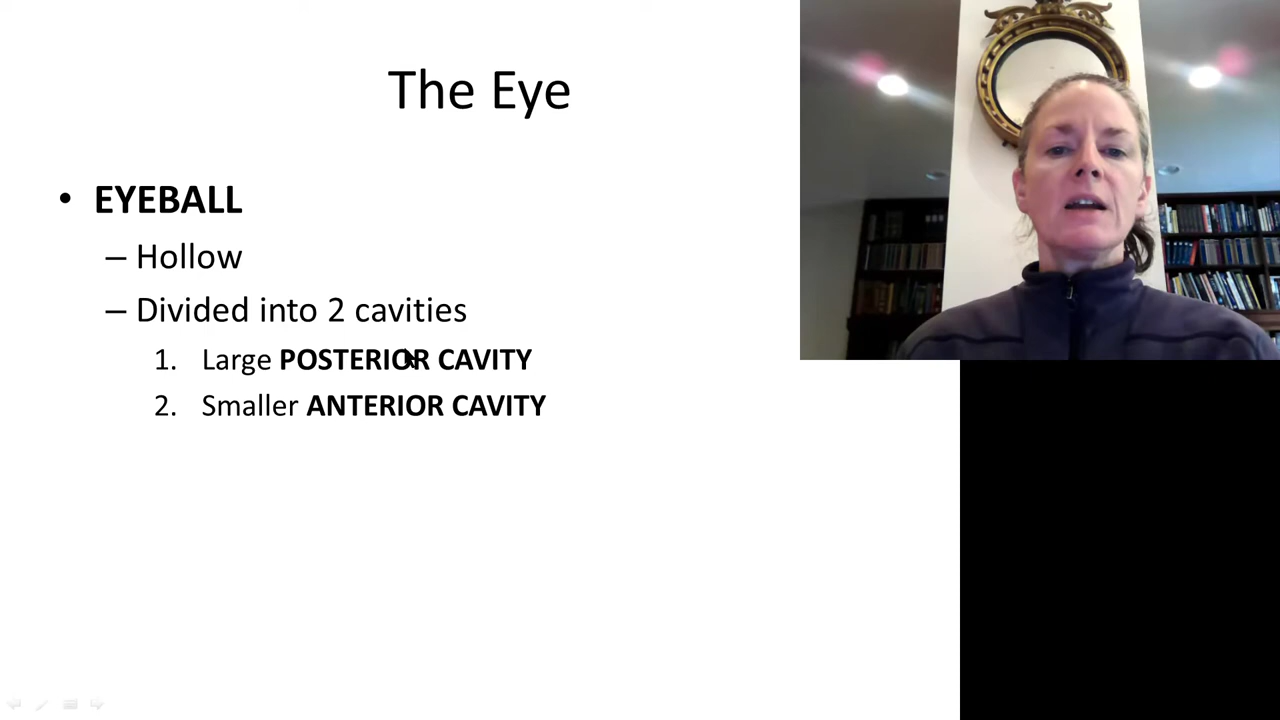 The Eye
• EYEBALL
– Hollow
– Divided into 2 cavities
1. Large POSTERIOR CAVITY
2. Smaller ANTERIOR CAVITY